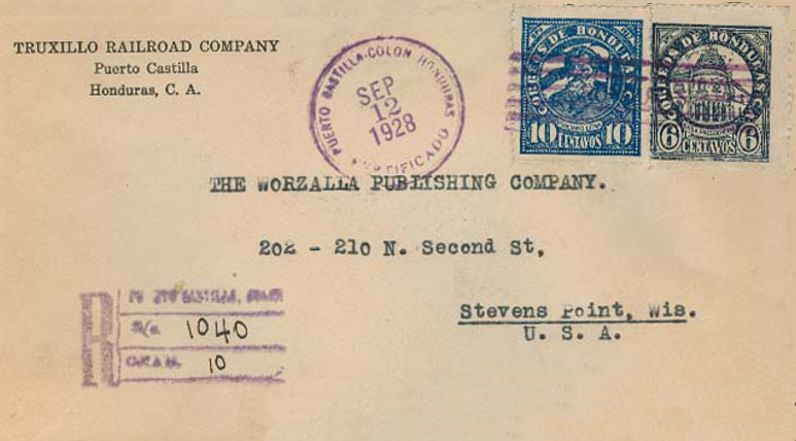 TRUXILLO RAILROAD COMPANY
Puerto Castilla
Honduras, C. A.
PUERTO CASTILLA-COLON HONDURAS
SEP
12
1928
CERTIFICADO
CORREOS DE HONDURAS
10 CENTAVOS 10
CORREOS DE HONDURAS, C.A.
6 CENTAVOS 6
THE WORZALLA PUBLISHING COMPANY.
202 - 210 N. Second St,
Stevens Point, Wis.
U. S. A.
R
CASTILLA,
1040
10